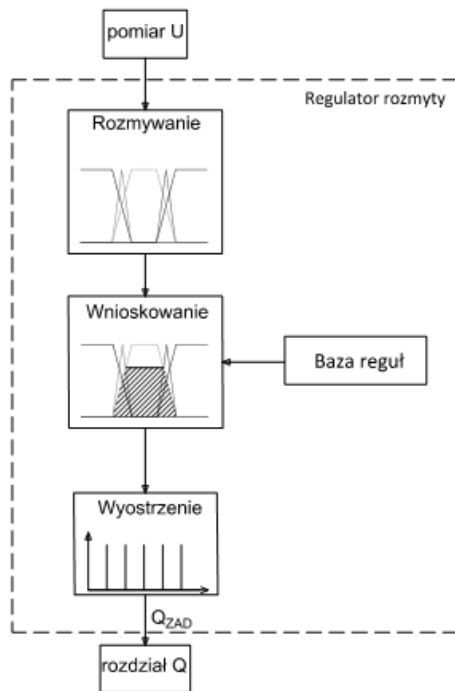 pomiar U
Regulator rozmyty
Rozmywanie
Wnioskowanie
Baza reguł
Wyostrzenie
QZAD
rozdział Q